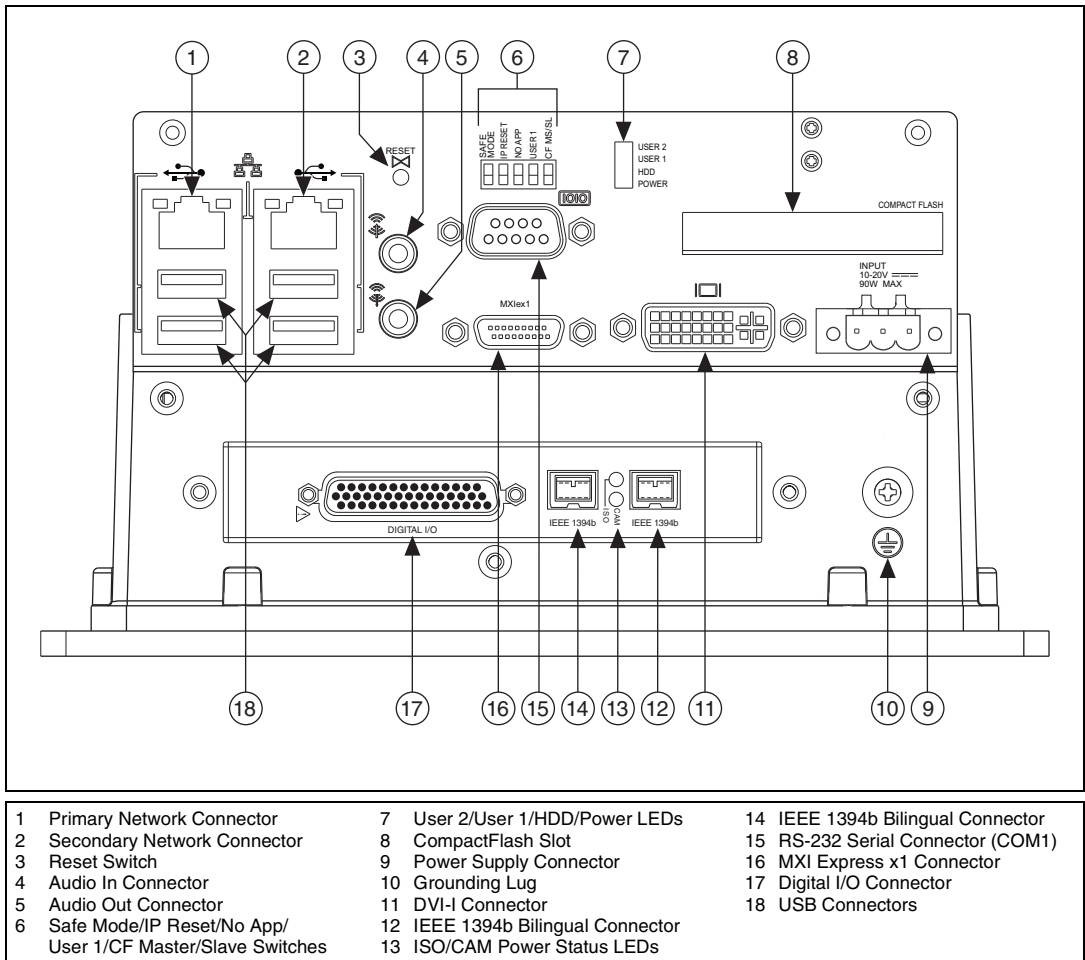 1
2
3
4
5
6
7
8
RESET
SAFE MODE
IP RESET
NO APP
USER 1
CF MS/SL
USER 2
USER 1
HDD
POWER
IOIO
COMPACT FLASH
INPUT
10-20V
90W MAX
MXIex1
DIGITAL I/O
IEEE 1394b
ISO
CAM
IEEE 1394b
18
17
16
15
14
13
12
11
10
9
1 Primary Network Connector
2 Secondary Network Connector
3 Reset Switch
4 Audio In Connector
5 Audio Out Connector
6 Safe Mode/IP Reset/No App/
User 1/CF Master/Slave Switches
7 User 2/User 1/HDD/Power LEDs
8 CompactFlash Slot
9 Power Supply Connector
10 Grounding Lug
11 DVI-I Connector
12 IEEE 1394b Bilingual Connector
13 ISO/CAM Power Status LEDs
14 IEEE 1394b Bilingual Connector
15 RS-232 Serial Connector (COM1)
16 MXI Express x1 Connector
17 Digital I/O Connector
18 USB Connectors